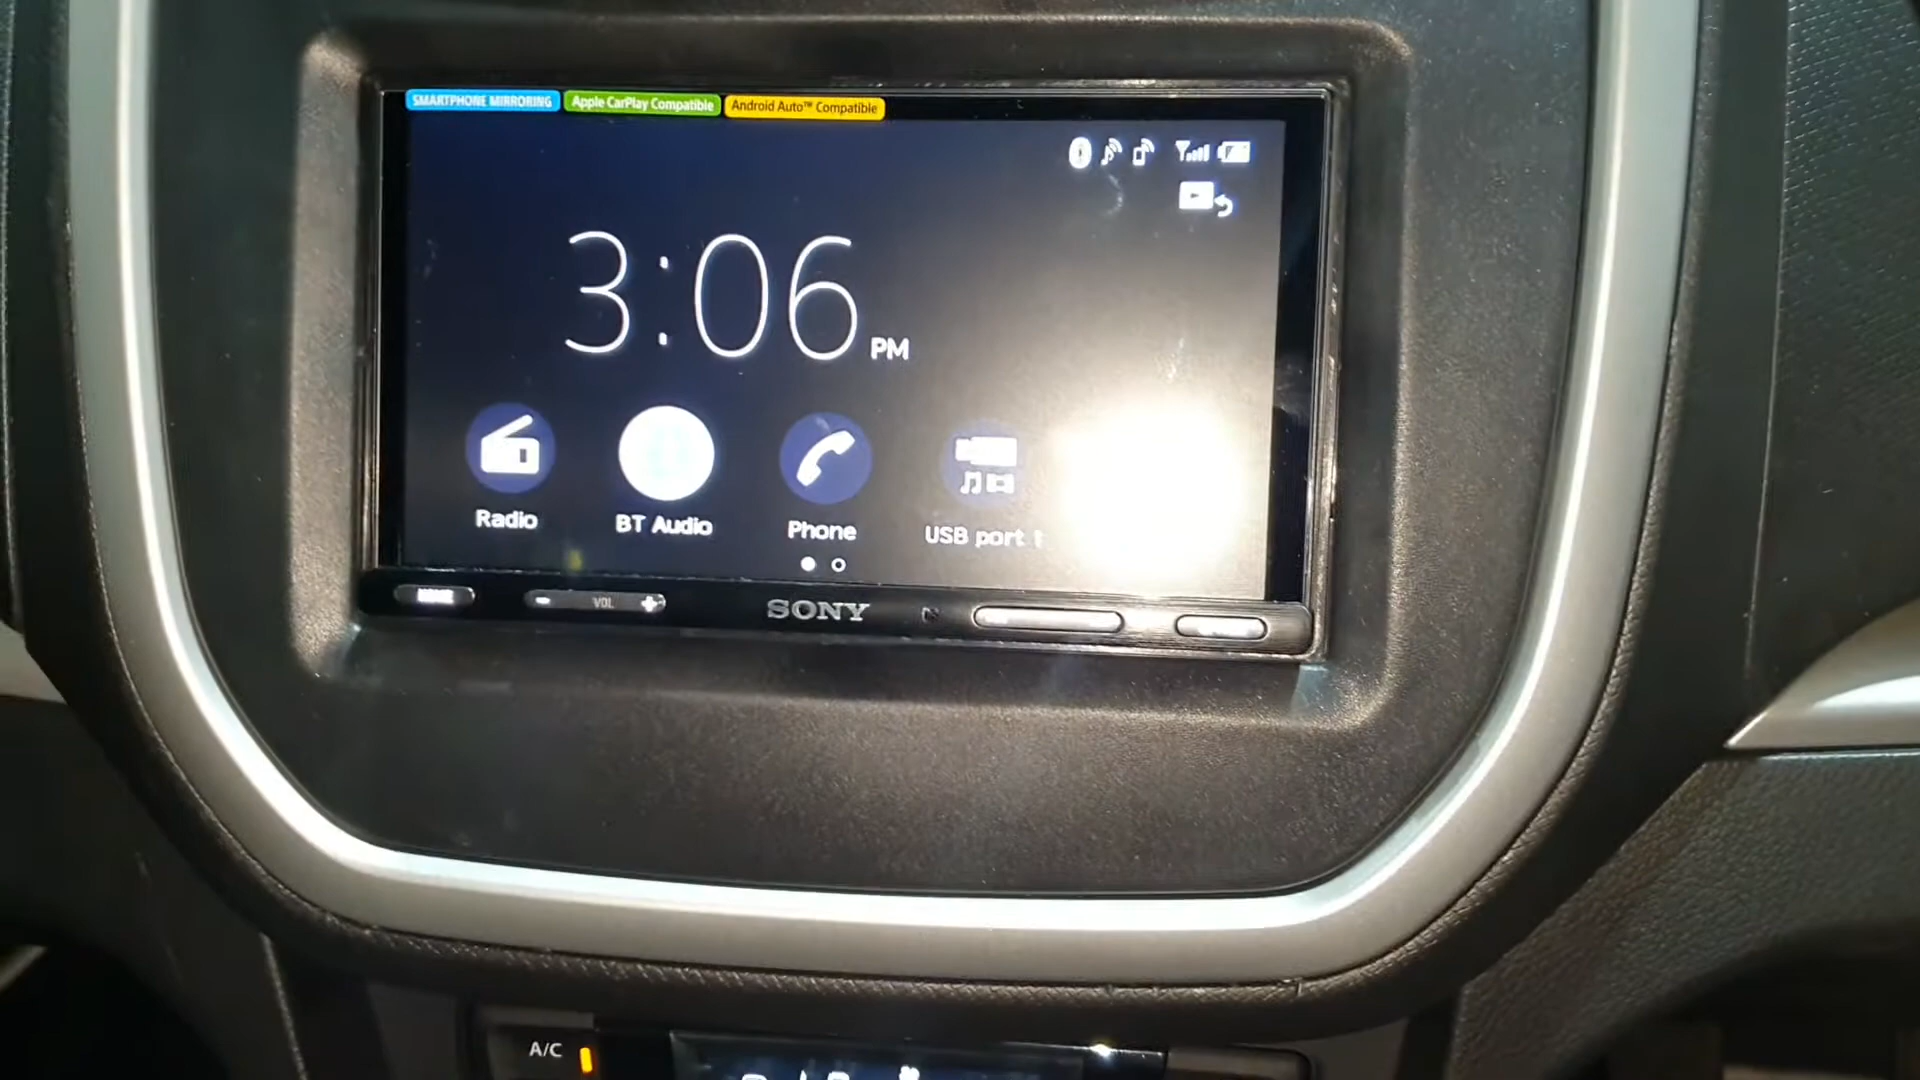 SMARTPHONE MIRRORING Apple CarPlay Compatible Android Auto™ Compatible
3:06 PM
Radio BT Audio Phone USB port
HOME - VOL + SONY
A/C